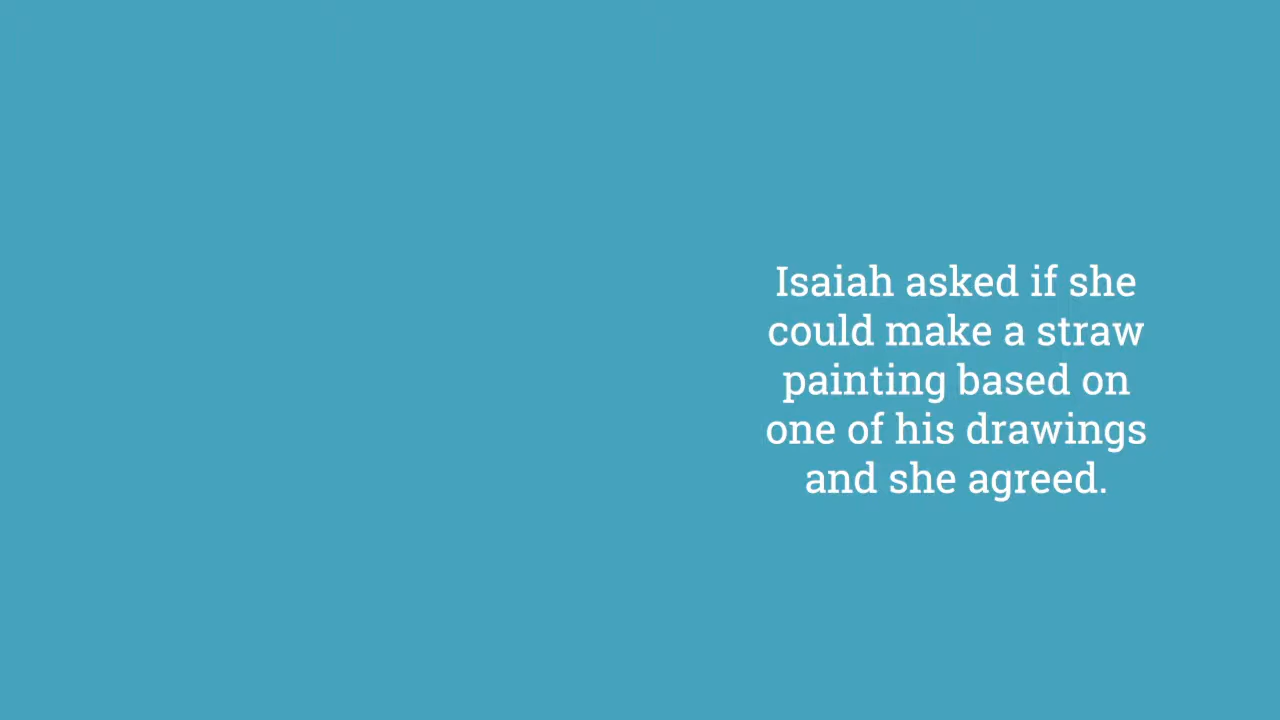 Isaiah asked if she
could make a straw
painting based on
one of his drawings
and she agreed.